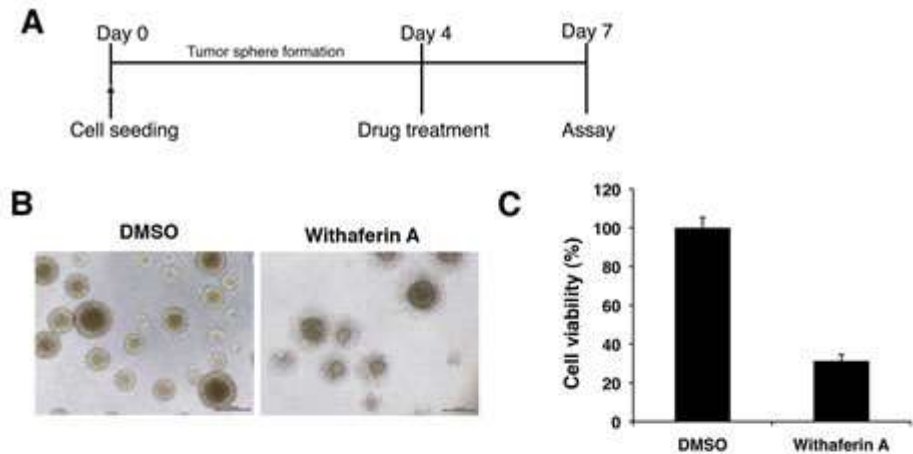 A
Day 0 Day 4 Day 7
Tumor sphere formation
Cell seeding Drug treatment Assay
B
DMSO Withaferin A
C
Cell viability (%)
120
100
80
60
40
20
0
DMSO Withaferin A